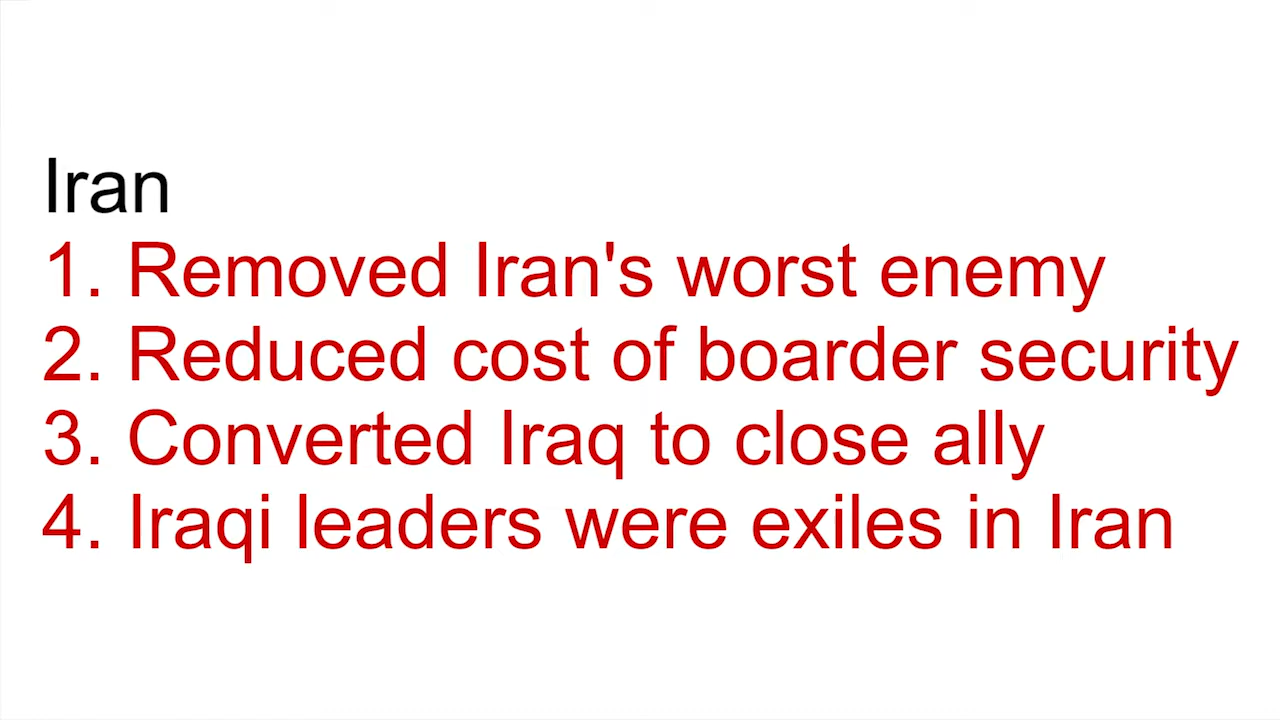 Iran
1. Removed Iran's worst enemy
2. Reduced cost of boarder security
3. Converted Iraq to close ally
4. Iraqi leaders were exiles in Iran